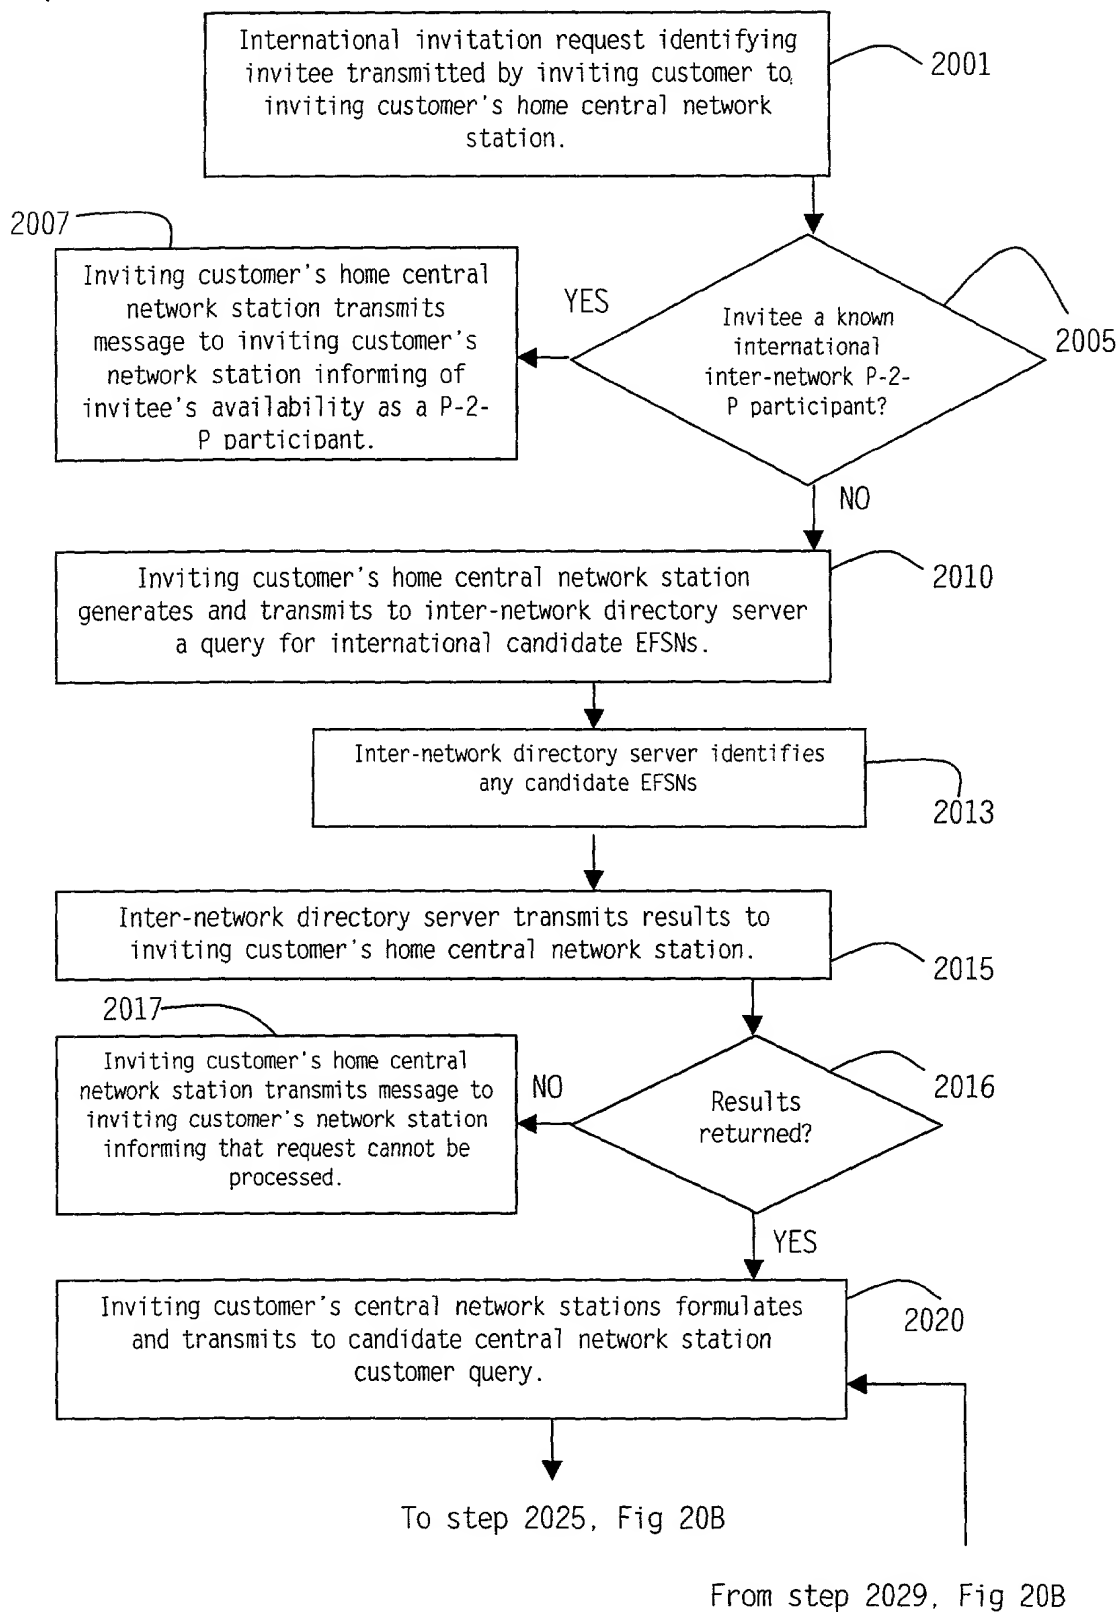 International invitation request identifying
invitee transmitted by inviting customer to
inviting customer's home central network
station.
2001
2007
Inviting customer's home central
network station transmits
message to inviting customer's
network station informing of
invitee's availability as a P-2-
P participant.
YES
Invitee a known
international
inter-network P-2-
P participant?
2005
NO
Inviting customer's home central network station
generates and transmits to inter-network directory server
a query for international candidate EFSNs.
2010
Inter-network directory server identifies
any candidate EFSNs
2013
Inter-network directory server transmits results to
inviting customer's home central network station.
2015
2017
Inviting customer's home central
network station transmits message to
inviting customer's network station
informing that request cannot be
processed.
NO
Results
returned?
2016
YES
Inviting customer's central network stations formulates
and transmits to candidate central network station
customer query.
2020
To step 2025, Fig 20B
From step 2029, Fig 20B